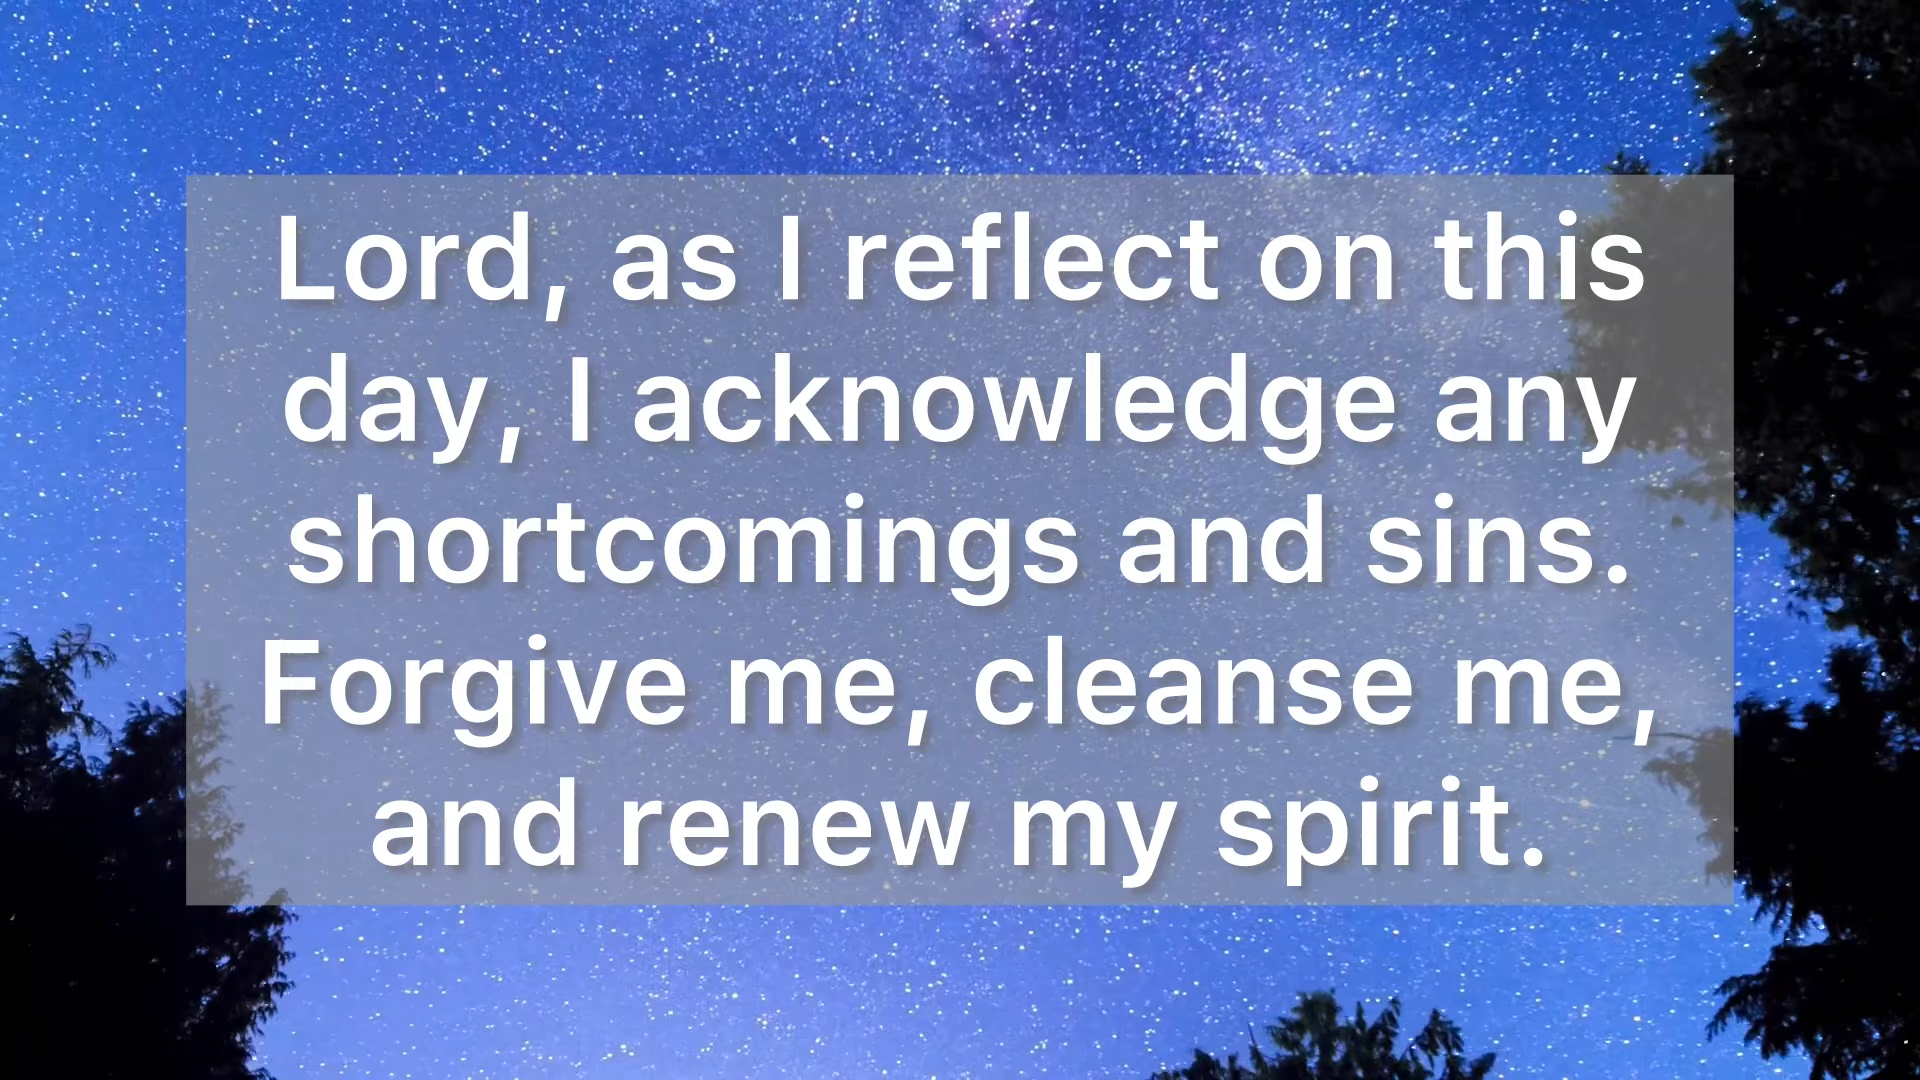 Lord, as I reflect on this
day, I acknowledge any
shortcomings and sins.
Forgive me, cleanse me,
and renew my spirit.